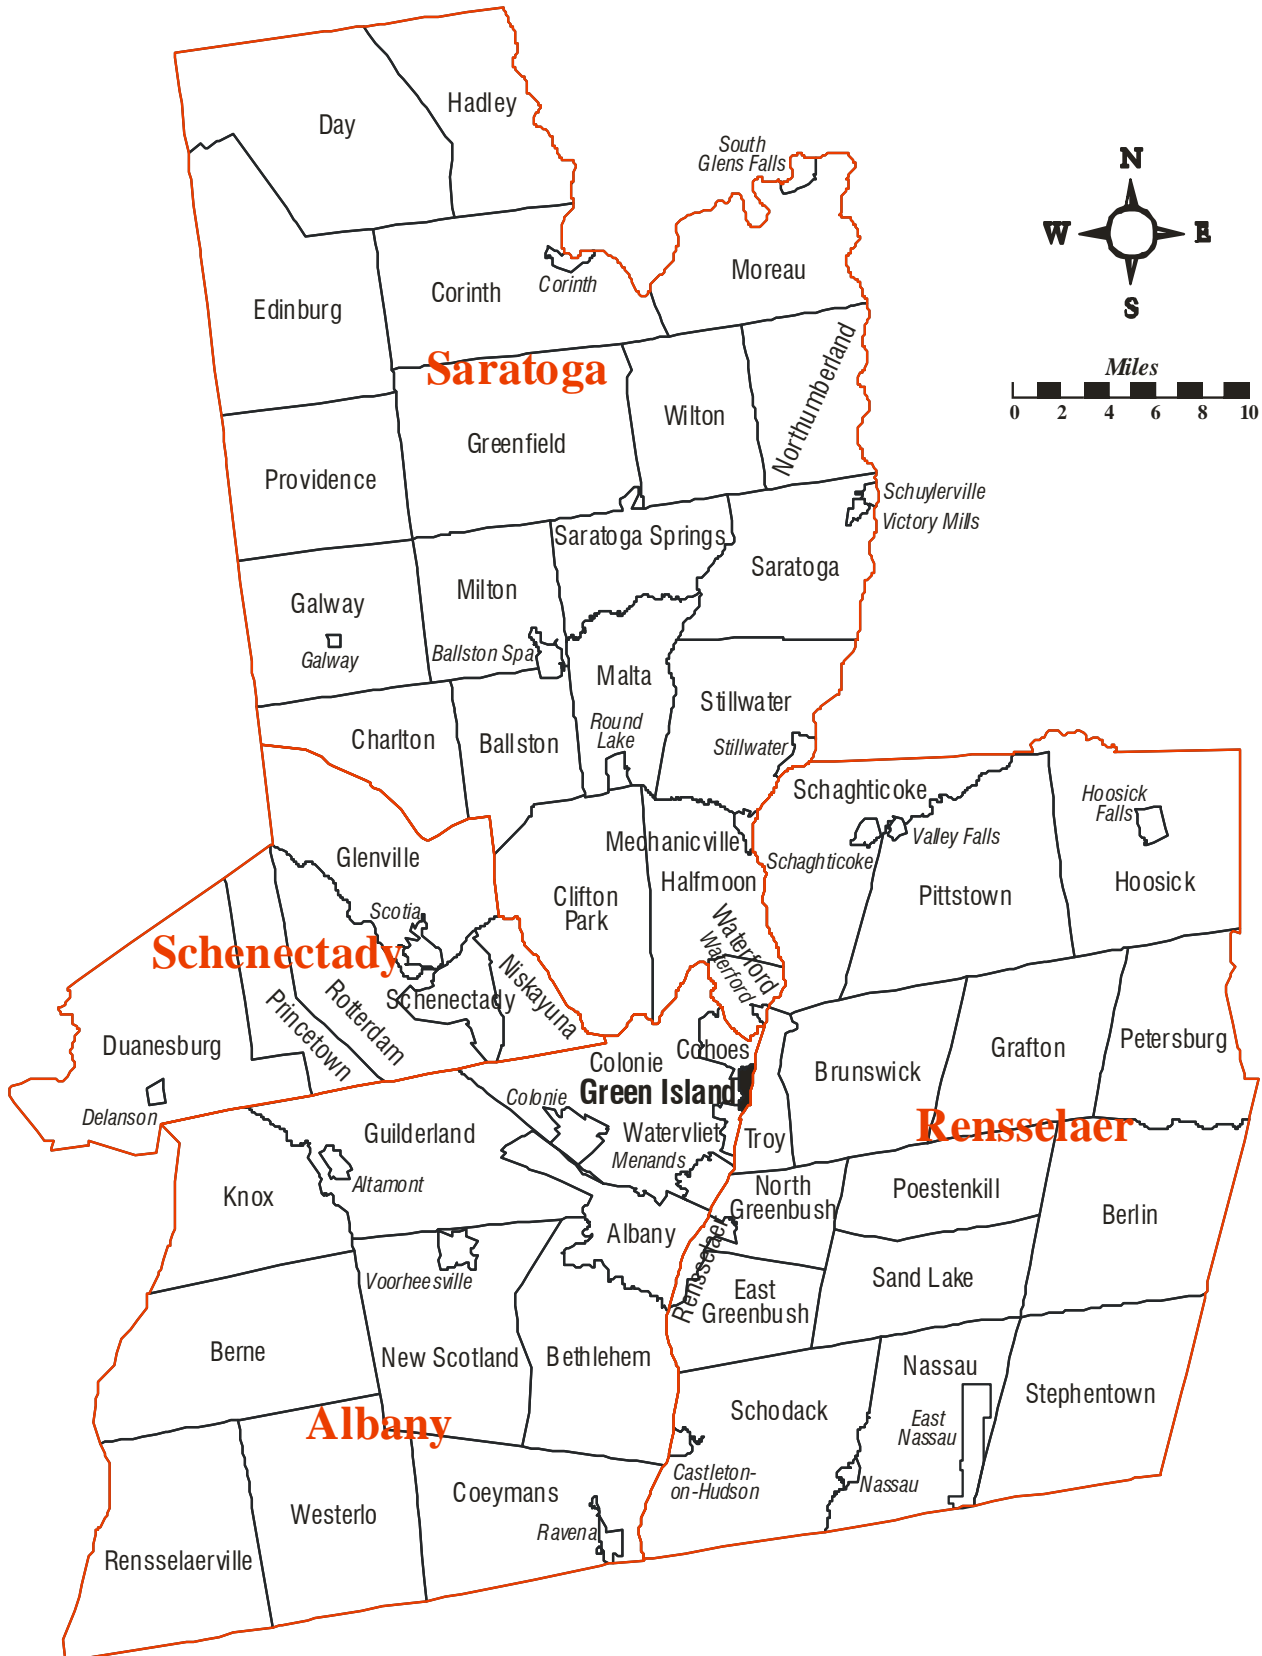 Hadley
Day
South
Glens Falls
N
W
E
S
Moreau
Corinth
Corinth
Edinburg
Miles
0 2 4 6 8 10
Saratoga
Northumberland
Wilton
Greenfield
Providence
Schuylerville
Victory Mills
Saratoga Springs
Saratoga
Milton
Galway
Galway
Ballston Spa
Malta
Stillwater
Round
Lake
Stillwater
Charlton
Ballston
Schaghticoke
Hoosick
Falls
Mechanicville
Valley Falls
Schaghticoke
Glenville
Halfmoon
Hoosick
Clifton
Park
Pittstown
Scotia
Waterford
Waterford
Schenectady
Niskayuna
Schenectady
Rotterdam
Princetown
Duanesburg
Delanson
Cohoes
Colonie
Green Island
Colonie
Brunswick
Grafton
Petersburg
Rensselaer
Guilderland
Watervliet
Troy
Menands
Altamont
Knox
North
Greenbush
Poestenkill
Berlin
Albany
Rensselaer
Voorheesville
Sand Lake
East
Greenbush
Berne
New Scotland
Bethlehem
Nassau
Stephentown
Schodack
Albany
East
Nassau
Castleton-
on-Hudson
Nassau
Coeymans
Westerlo
Ravena
Rensselaerville